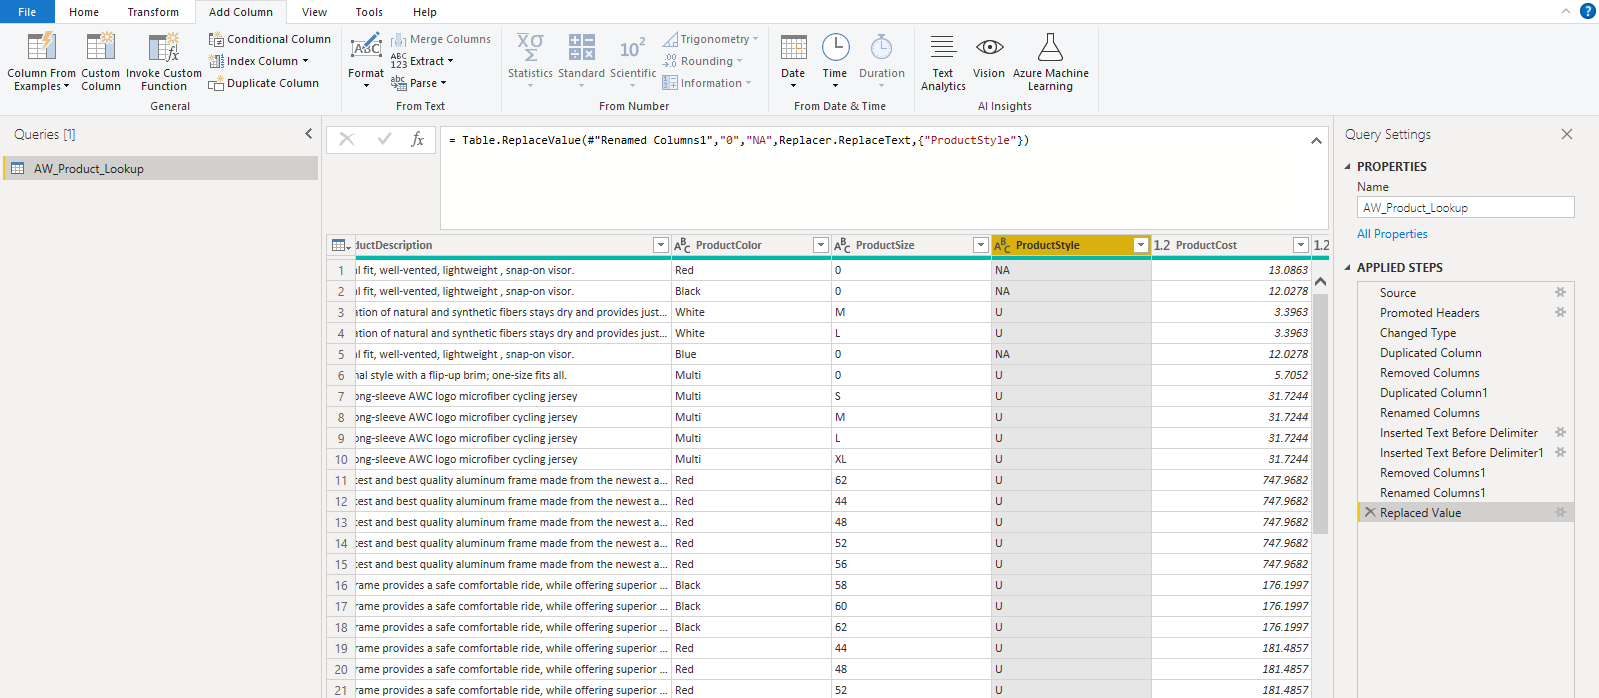 File Home Transform Add Column View Tools Help
Column From Examples
Custom Column
Invoke Custom Function
Conditional Column
Index Column
Duplicate Column
General
ABC
Format
Merge Columns
ABC 123 Extract
abc Parse
From Text
XΣσ Statistics
Standard
10² Scientific
Trigonometry
.00 Rounding
Information
From Number
Date
Time
Duration
From Date & Time
Text Analytics
Vision
Azure Machine Learning
AI Insights
Queries [1]
AW_Product_Lookup
fx
= Table.ReplaceValue(#"Renamed Columns1","0","NA",Replacer.ReplaceText,{"ProductStyle"})
ductDescription ABC ProductColor ABC ProductSize ABC ProductStyle 1.2 ProductCost 1.2
1 l fit, well-vented, lightweight , snap-on visor. Red 0 NA 13.0863
2 l fit, well-vented, lightweight , snap-on visor. Black 0 NA 12.0278
3 ation of natural and synthetic fibers stays dry and provides just... White M U 3.3963
4 ation of natural and synthetic fibers stays dry and provides just... White L U 3.3963
5 l fit, well-vented, lightweight , snap-on visor. Blue 0 NA 12.0278
6 nal style with a flip-up brim; one-size fits all. Multi 0 U 5.7052
7 ong-sleeve AWC logo microfiber cycling jersey Multi S U 31.7244
8 ong-sleeve AWC logo microfiber cycling jersey Multi M U 31.7244
9 ong-sleeve AWC logo microfiber cycling jersey Multi L U 31.7244
10 ong-sleeve AWC logo microfiber cycling jersey Multi XL U 31.7244
11 test and best quality aluminum frame made from the newest a... Red 62 U 747.9682
12 test and best quality aluminum frame made from the newest a... Red 44 U 747.9682
13 test and best quality aluminum frame made from the newest a... Red 48 U 747.9682
14 test and best quality aluminum frame made from the newest a... Red 52 U 747.9682
15 test and best quality aluminum frame made from the newest a... Red 56 U 747.9682
16 rame provides a safe comfortable ride, while offering superior ... Black 58 U 176.1997
17 rame provides a safe comfortable ride, while offering superior ... Black 60 U 176.1997
18 rame provides a safe comfortable ride, while offering superior ... Black 62 U 176.1997
19 rame provides a safe comfortable ride, while offering superior ... Red 44 U 181.4857
20 rame provides a safe comfortable ride, while offering superior ... Red 48 U 181.4857
21 rame provides a safe comfortable ride, while offering superior ... Red 52 U 181.4857
Query Settings
PROPERTIES
Name
AW_Product_Lookup
All Properties
APPLIED STEPS
Source
Promoted Headers
Changed Type
Duplicated Column
Removed Columns
Duplicated Column1
Renamed Columns
Inserted Text Before Delimiter
Inserted Text Before Delimiter1
Removed Columns1
Renamed Columns1
Replaced Value